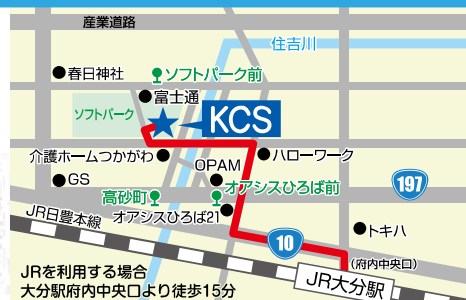 産業道路
住吉川
春日神社
ソフトパーク前
富士通
ソフトパーク
KCS
介護ホームつかがわ
ハローワーク
OPAM
GS
197
高砂町
オアシスひろば前
オアシスひろば21
JR日豊本線
10
トキハ
(府内中央口)
JR大分駅
JRを利用する場合
大分駅府内中央口より徒歩15分